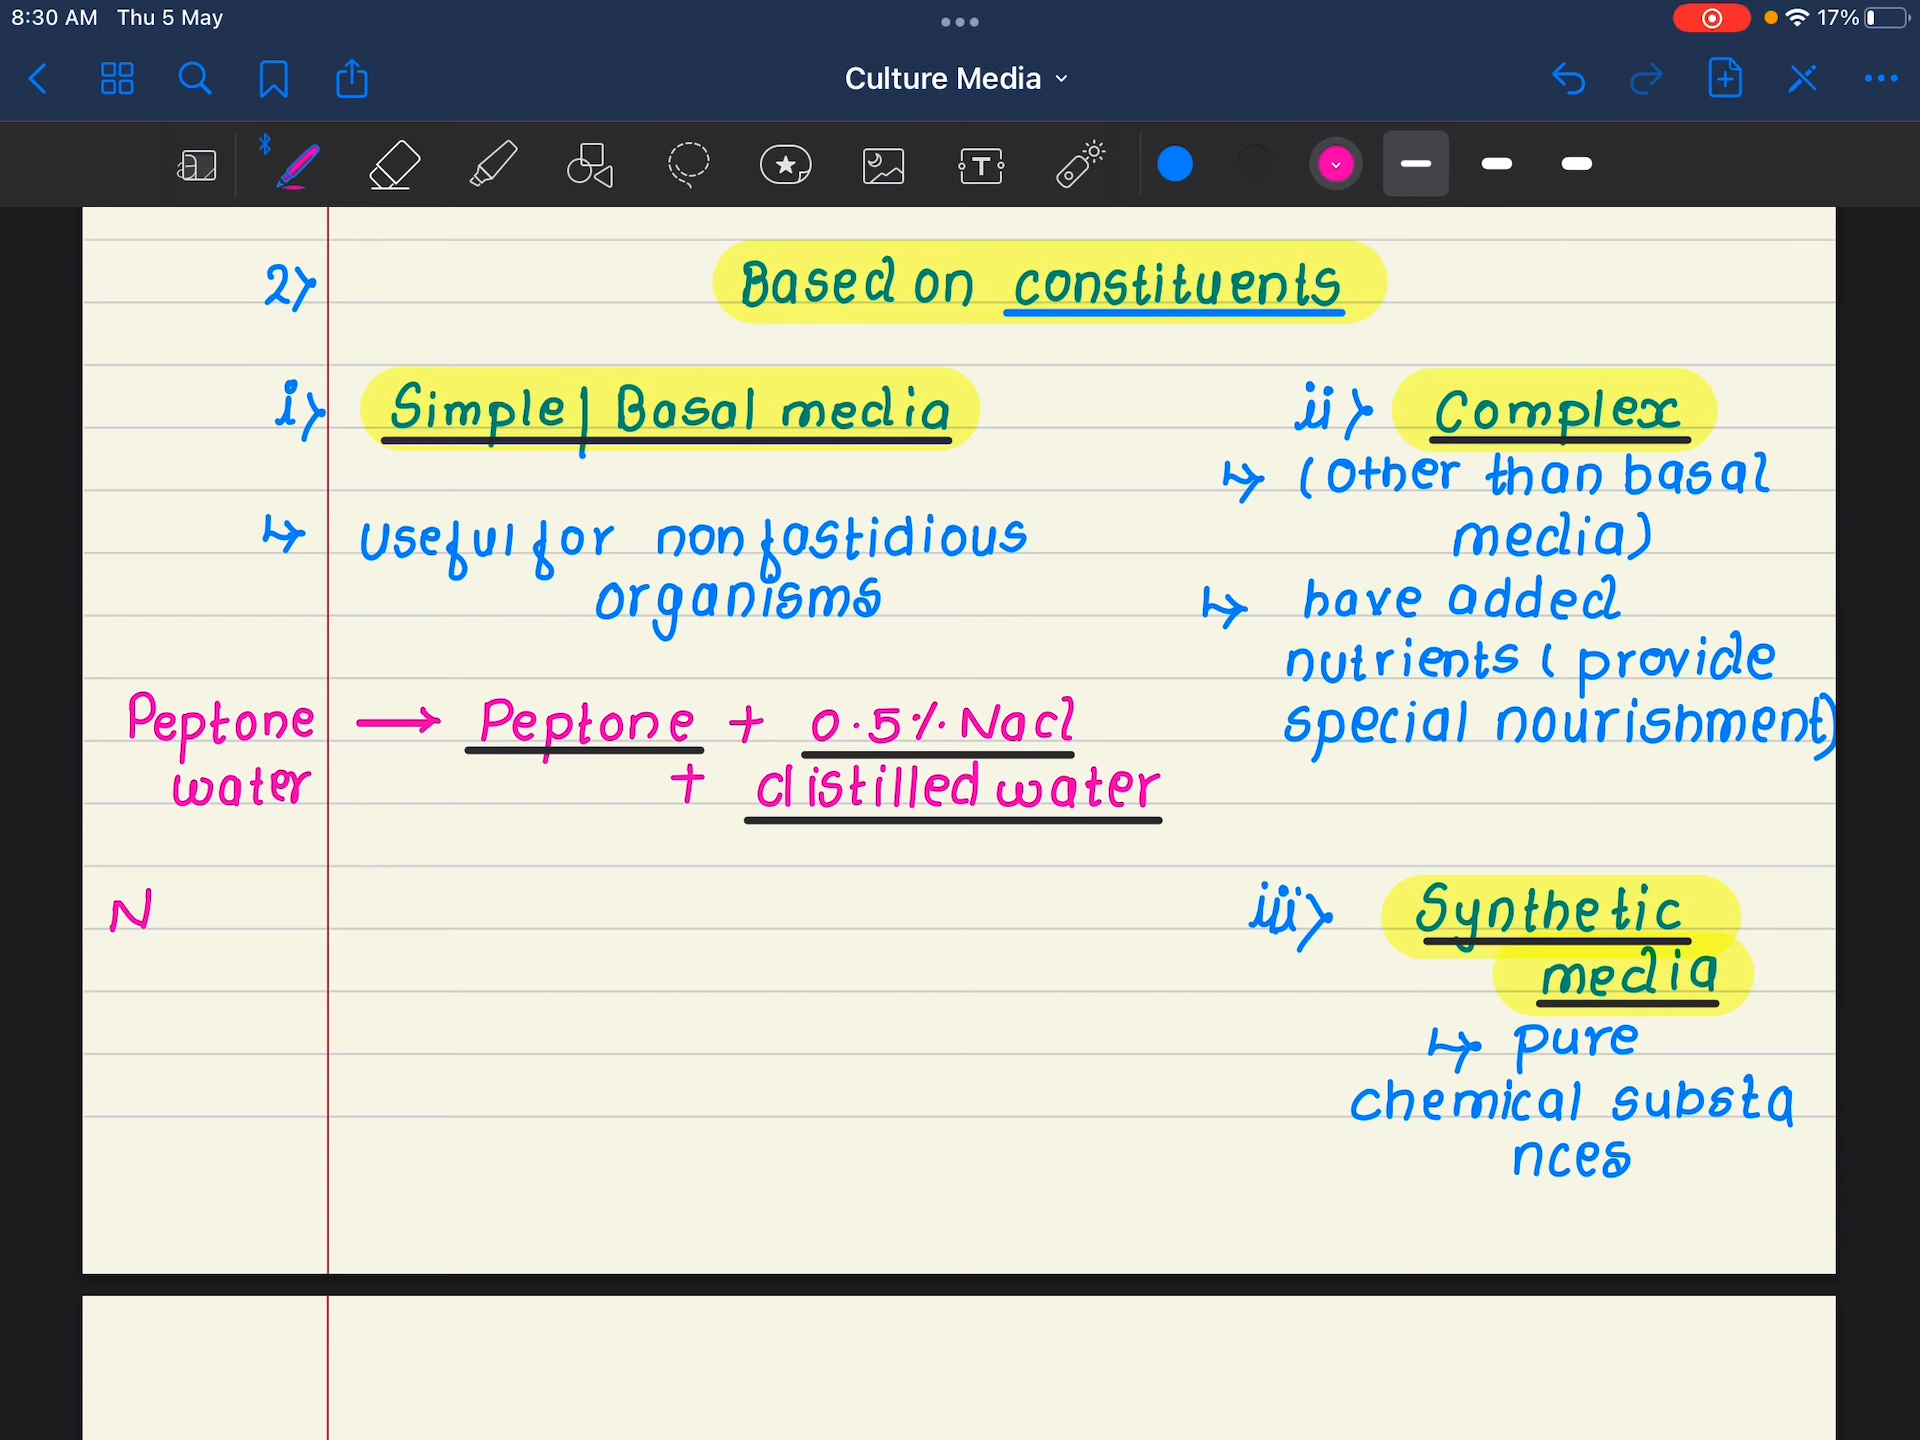 8:30 AM Thu 5 May
17%
Culture Media
2)
Based on constituents
i) Simple | Basal media
ii) Complex
↳ (Other than basal
media)
↳ useful for non fastidious
organisms
↳ have added
nutrients ( provide
special nourishment)
Peptone → Peptone + 0.5% Nacl
water + distilled water
N
iii) Synthetic
media
↳ pure
chemical substa
nces